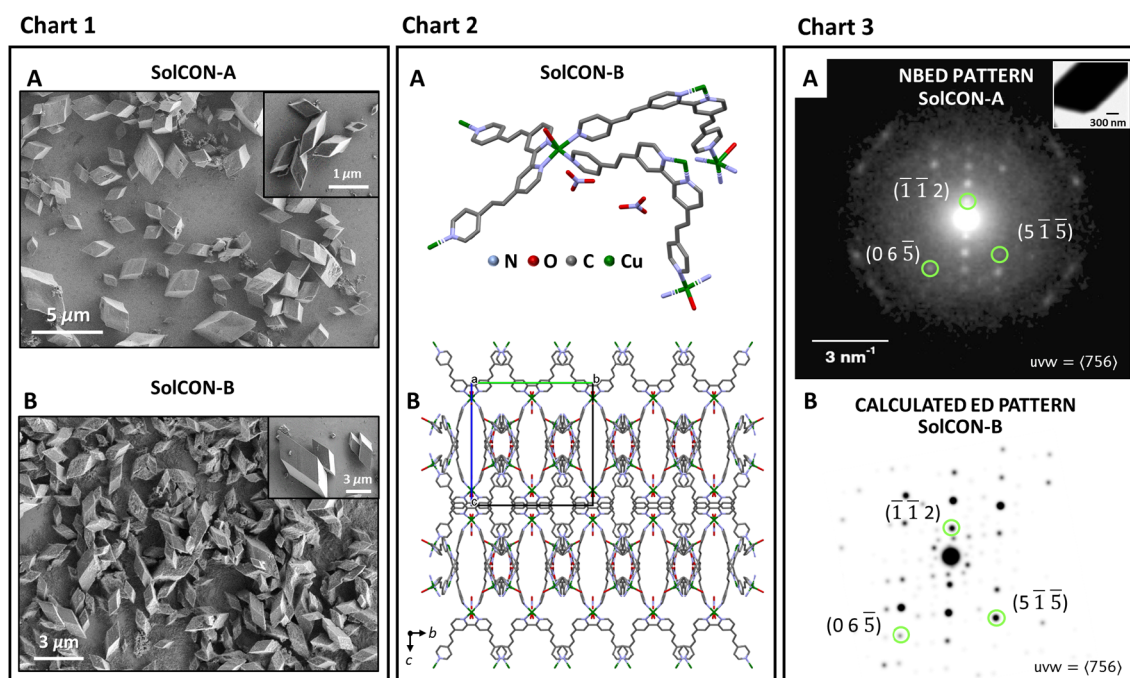 Chart 1
A
SolCON-A
1 µm
5 µm
B
SolCON-B
3 µm
3 µm
Chart 2
A
SolCON-B
N O C Cu
B
a
b
c
b
c
Chart 3
A
NBED PATTERN
SolCON-A
300 nm
(1̅ 1̅ 2)
(5 1̅ 5̅)
(0 6 5̅)
3 nm⁻¹
uvw = ⟨756⟩
B
CALCULATED ED PATTERN
SolCON-B
(1̅ 1̅ 2)
(5 1̅ 5̅)
(0 6 5̅)
uvw = ⟨756⟩